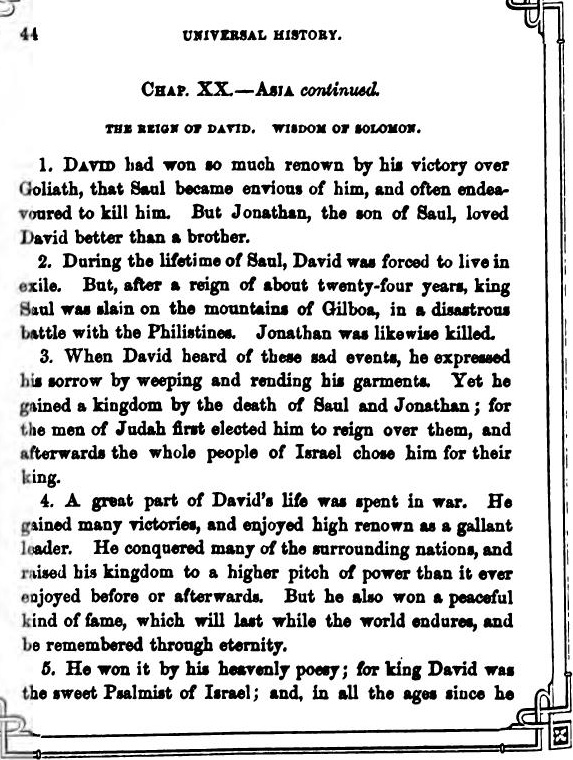 44
UNIVERSAL HISTORY.
CHAP. XX.—ASIA continued.
THE REIGN OF DAVID. WISDOM OF SOLOMON.
1. DAVID had won so much renown by his victory over
Goliath, that Saul became envious of him, and often endea-
voured to kill him. But Jonathan, the son of Saul, loved
David better than a brother.
2. During the lifetime of Saul, David was forced to live in
exile. But, after a reign of about twenty-four years, king
Saul was slain on the mountains of Gilboa, in a disastrous
battle with the Philistines. Jonathan was likewise killed.
3. When David heard of these sad events, he expressed
his sorrow by weeping and rending his garments. Yet he
gained a kingdom by the death of Saul and Jonathan; for
the men of Judah first elected him to reign over them, and
afterwards the whole people of Israel chose him for their
king.
4. A great part of David's life was spent in war. He
gained many victories, and enjoyed high renown as a gallant
leader. He conquered many of the surrounding nations, and
raised his kingdom to a higher pitch of power than it ever
enjoyed before or afterwards. But he also won a peaceful
kind of fame, which will last while the world endures, and
be remembered through eternity.
5. He won it by his heavenly poesy; for king David was
the sweet Psalmist of Israel; and, in all the ages since he